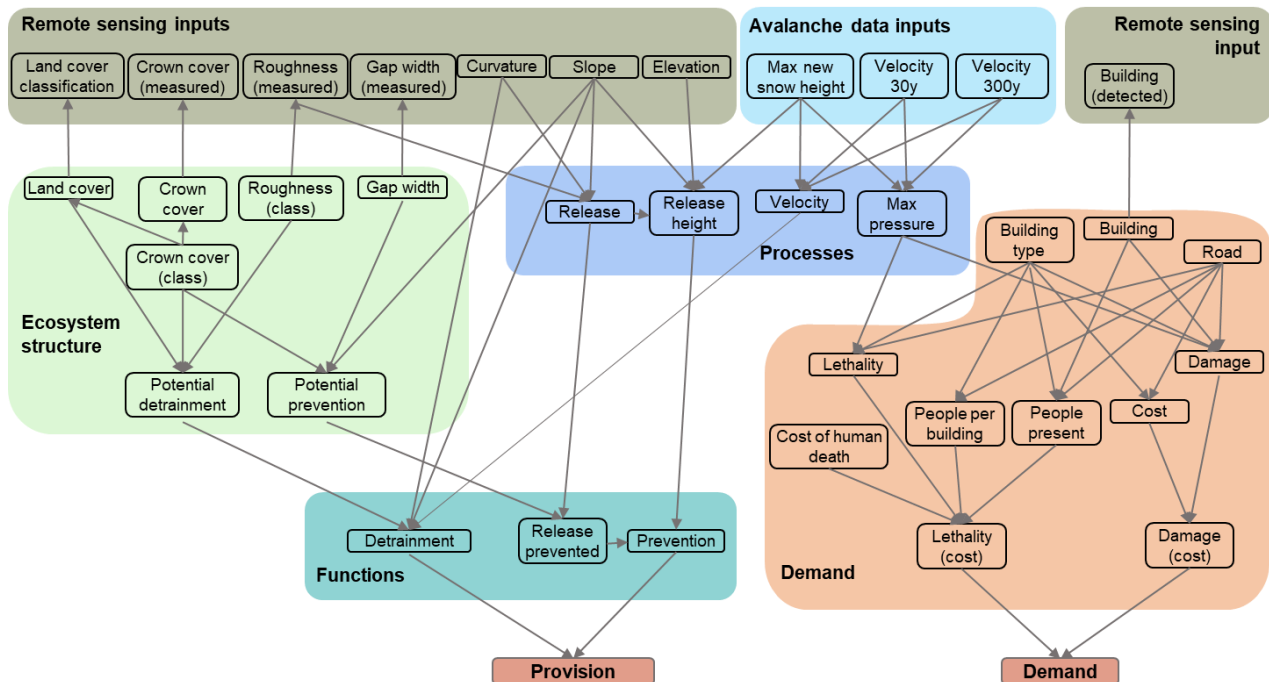 Remote sensing inputs
Land cover
classification
Crown cover
(measured)
Roughness
(measured)
Gap width
(measured)
Curvature
Slope
Elevation
Avalanche data inputs
Max new
snow height
Velocity
30y
Velocity
300y
Remote sensing
input
Building
(detected)
Land cover
Crown
cover
Roughness
(class)
Gap width
Crown cover
(class)
Ecosystem
structure
Potential
detrainment
Potential
prevention
Release
Release
height
Velocity
Max
pressure
Processes
Building
type
Building
Road
Lethality
Damage
People per
building
People
present
Cost
Cost of human
death
Lethality
(cost)
Damage
(cost)
Demand
Detrainment
Release
prevented
Prevention
Functions
Provision
Demand